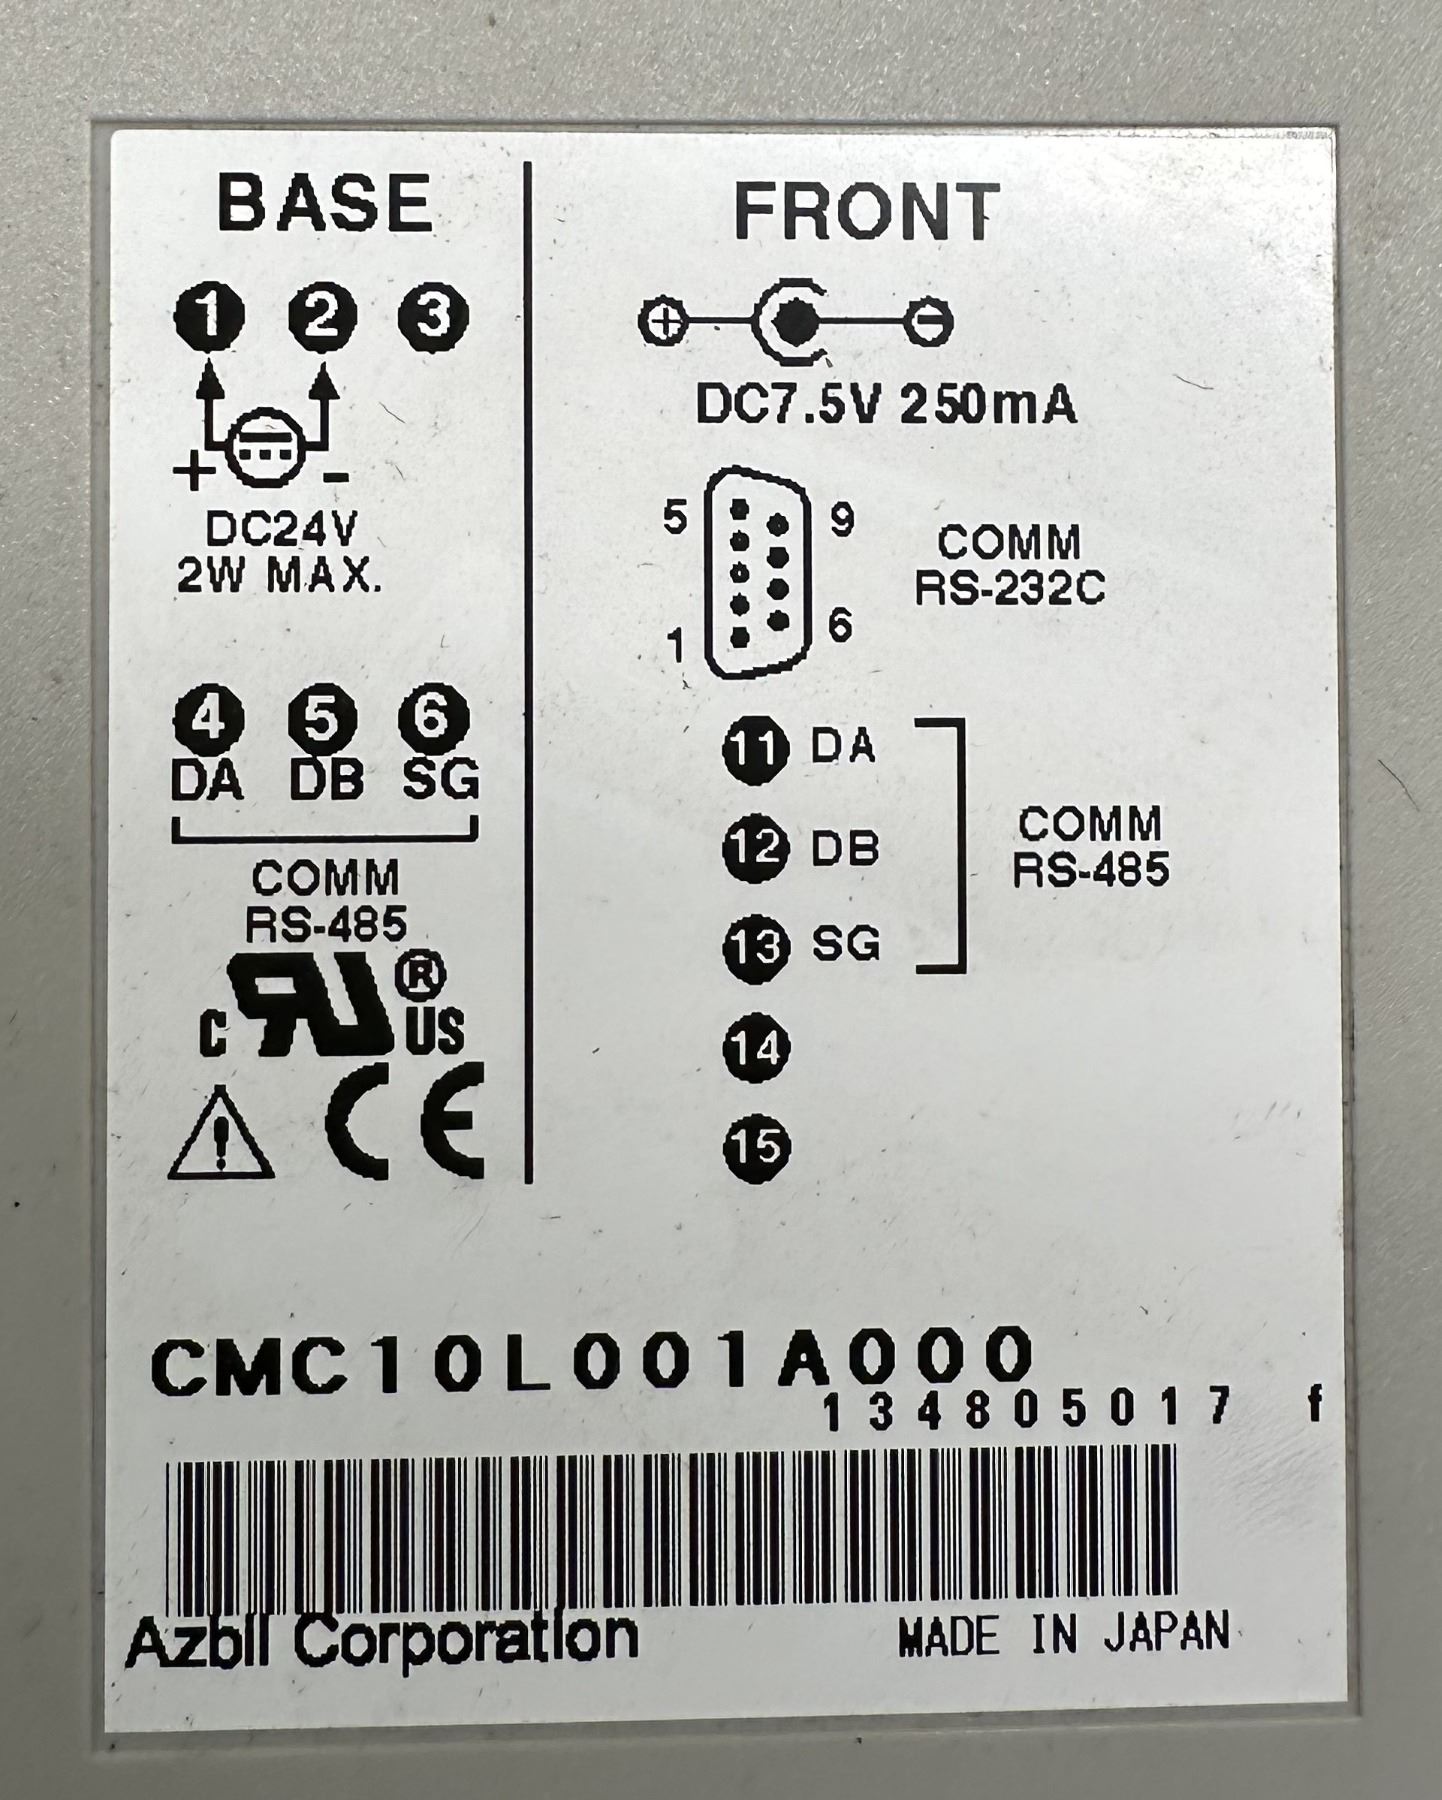 BASE
1 2 3
+ -
DC24V
2W MAX.
4 5 6
DA DB SG
COMM
RS-485
C RU ® US
! CE
FRONT
+ -
DC7.5V 250mA
5 9
1 6
COMM
RS-232C
11 DA
12 DB
13 SG
COMM
RS-485
14
15
CMC10L001A000
134805017 f
Azbil Corporation
MADE IN JAPAN